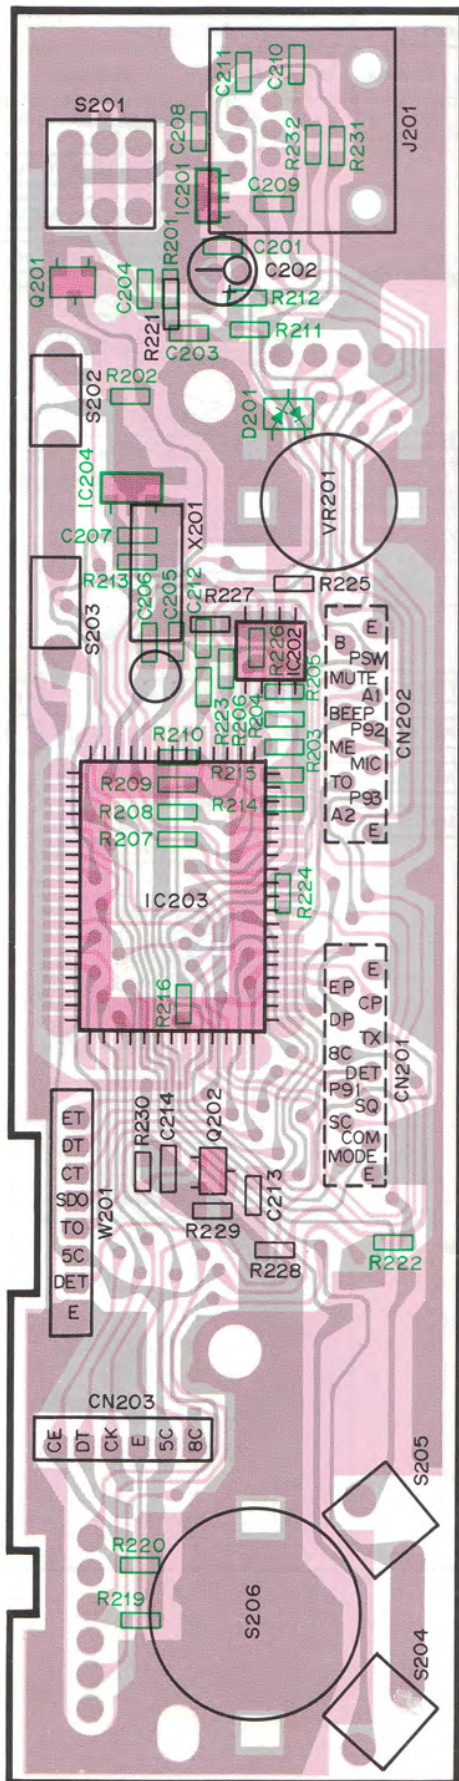 C211
C210
S201
C208
R232
R231
J201
IC201
C209
R201
C201
Q201
C204
C202
R221
R212
C203
R211
S202
R202
D201
IC204
VR201
X201
C207
R213
C206
C205
C212
R227
R225
S203
R226
IC202
E
B
PSW
MUTE
A1
BEEP
P92
ME
MIC
TO
P93
A2
E
CN202
R205
R223
R206
R204
R203
R210
R215
R209
R214
R208
R207
IC203
R224
R216
E
EP
CP
DP
TX
8C
DET
P91
SQ
SC
COM
MODE
E
CN201
R230
C214
Q202
ET
DT
CT
SDO
TO
5C
DET
E
W201
C213
R229
R228
R222
CN203
CE
DT
CK
E
5C
8C
S205
R220
R219
S206
S204